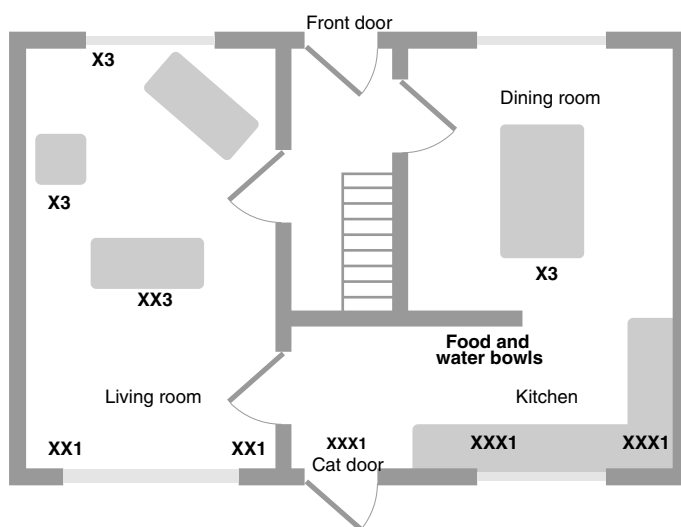 Front door
X3
Dining room
X3
X3
XX3
Food and
water bowls
Living room
Kitchen
XX1
XX1
XXX1
XXX1
XXX1
Cat door